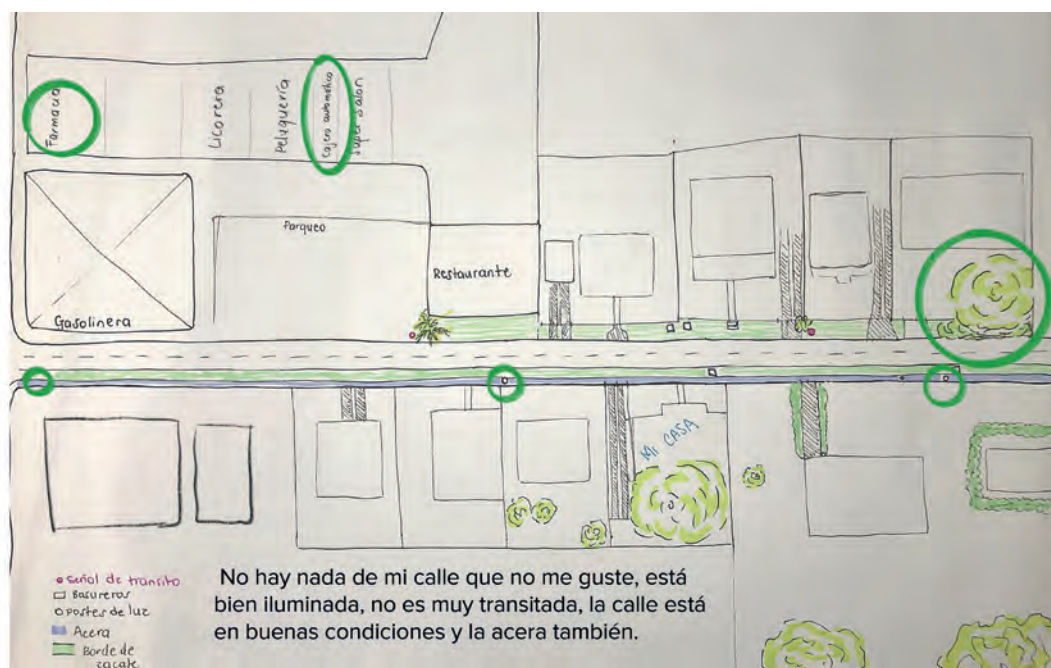 Farmacia
Licorera
Peluquería
Cajero automático
Super salon
Parqueo
Restaurante
Gasolinera
Mi CASA
Señal de transito
Basureros
Postes de luz
Acera
Borde de
zacate
No hay nada de mi calle que no me guste, está
bien iluminada, no es muy transitada, la calle está
en buenas condiciones y la acera también.